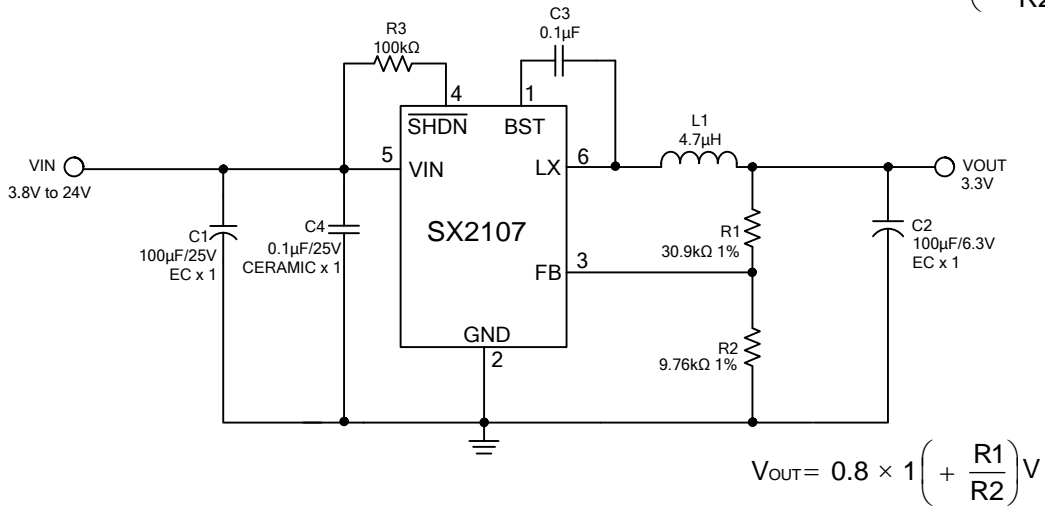 R2
C3
0.1µF
R3
100kΩ
4
1
SHDN
BST
L1
4.7µH
VIN
3.8V to 24V
5
VIN
LX
6
VOUT
3.3V
C1
100µF/25V
EC x 1
C4
0.1µF/25V
CERAMIC x 1
SX2107
R1
30.9kΩ 1%
C2
100µF/6.3V
EC x 1
FB
3
GND
2
R2
9.76kΩ 1%
VOUT= 0.8 × 1( + R1/R2 )V